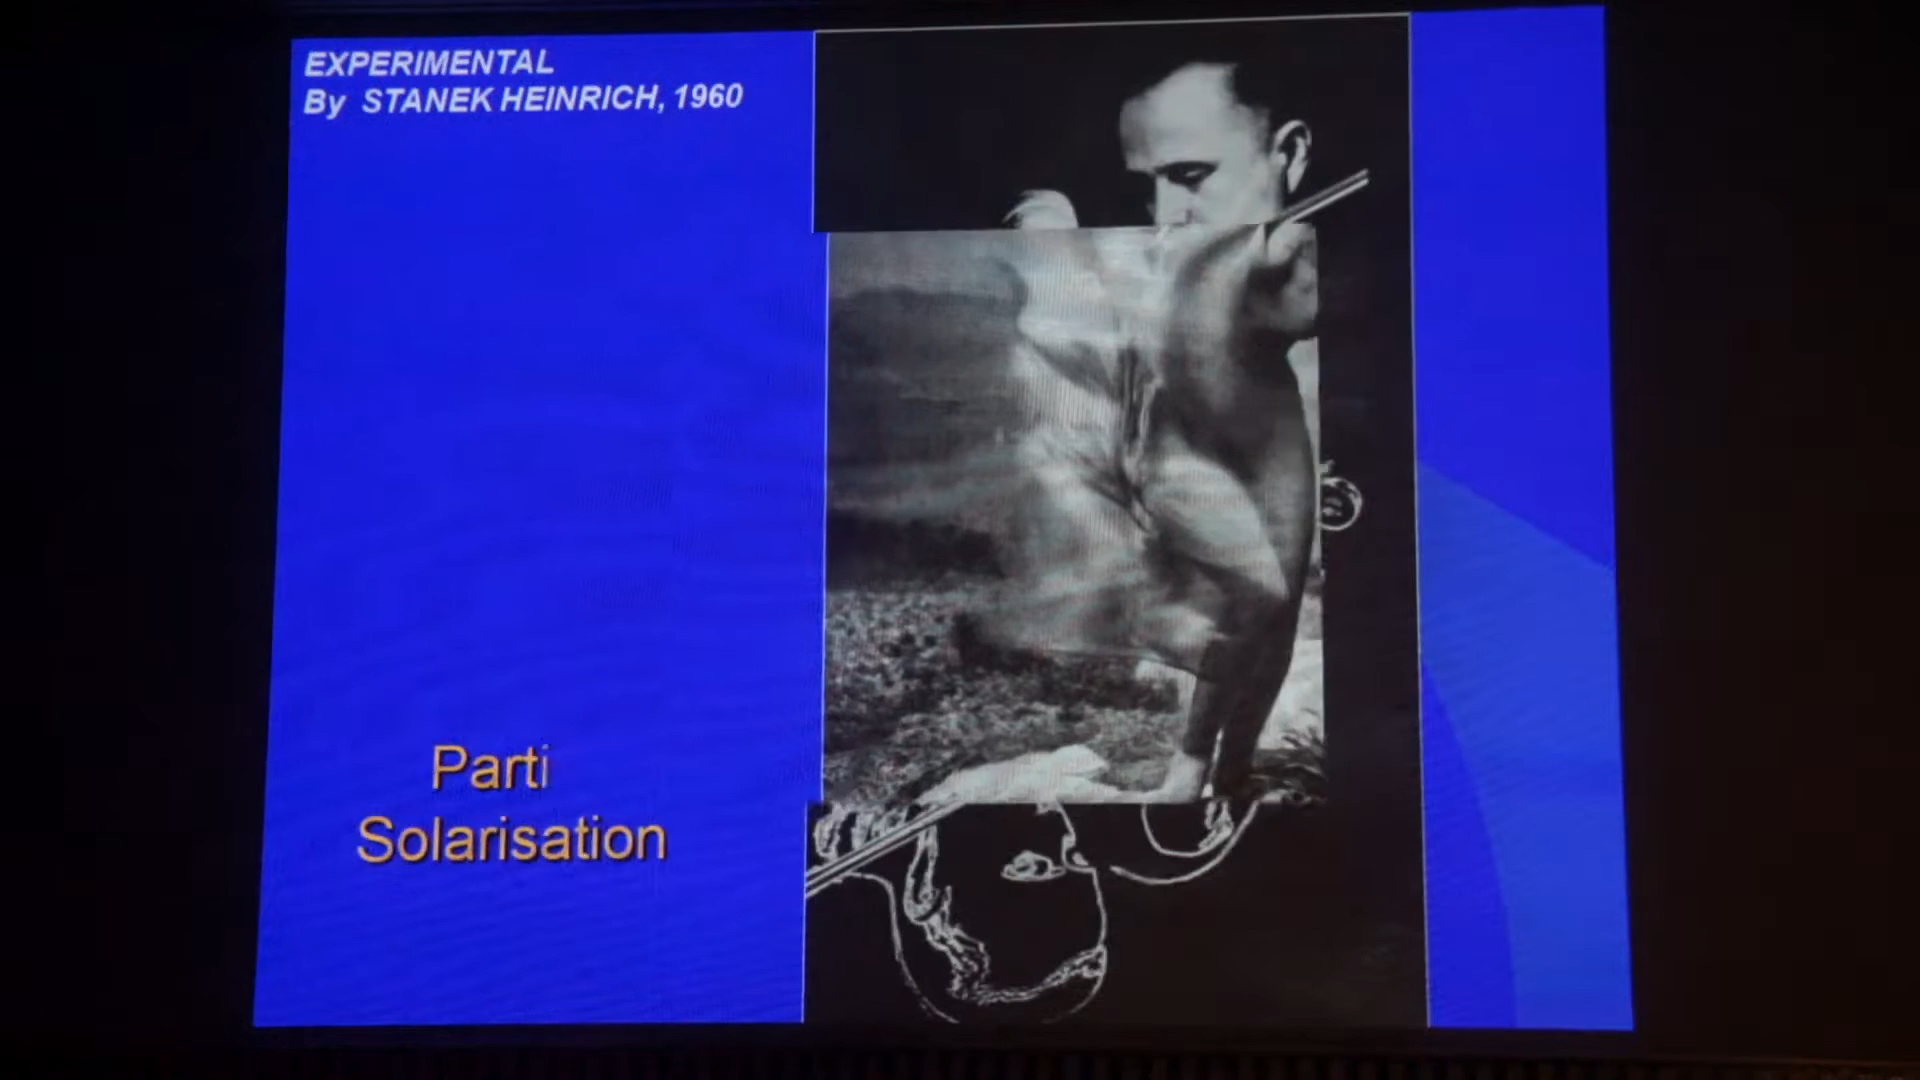 EXPERIMENTAL
By STANEK HEINRICH, 1960
Parti
Solarisation